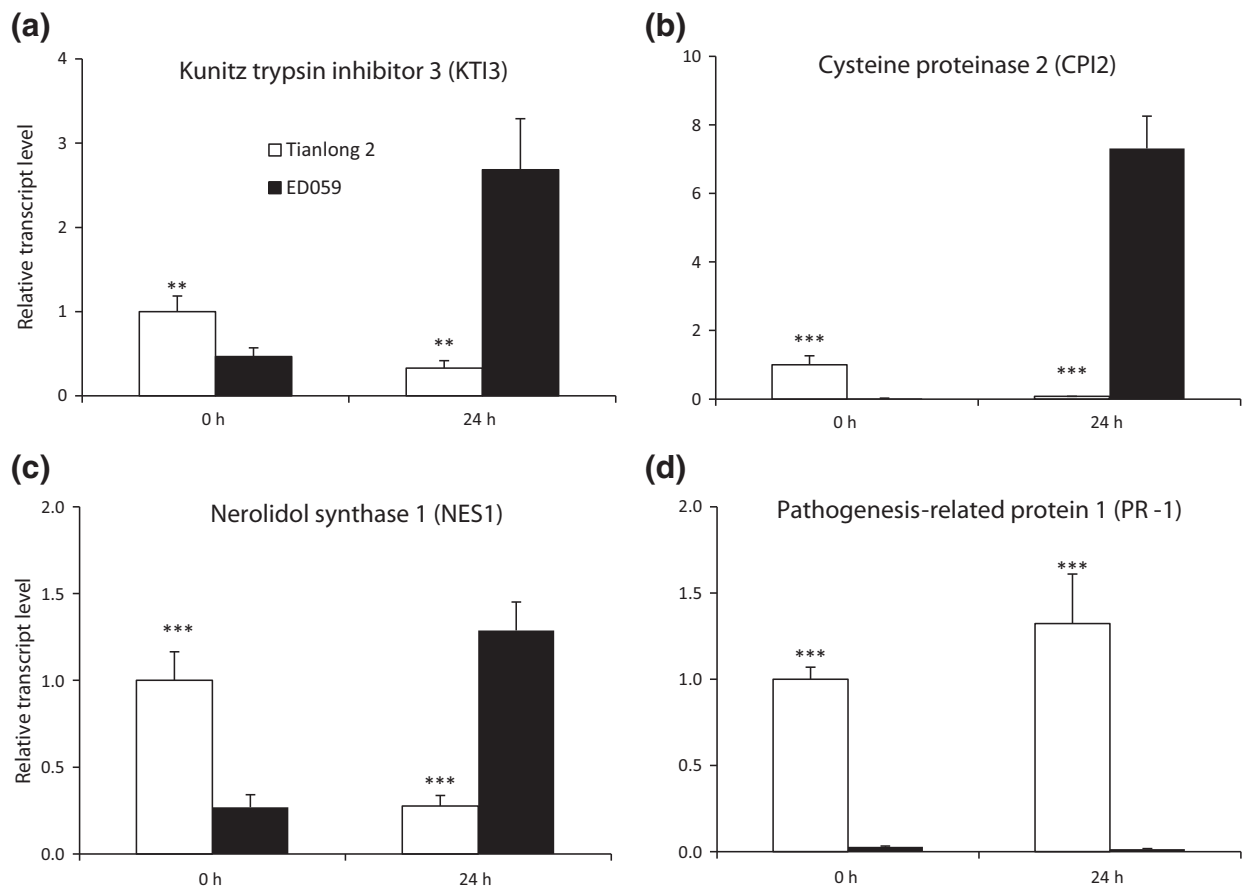 (a)
Kunitz trypsin inhibitor 3 (KTI3)
Relative transcript level
4
3
2
1
0
Tianlong 2
ED059
**
**
0 h
24 h
(b)
Cysteine proteinase 2 (CPI2)
10
8
6
4
2
0
***
***
0 h
24 h
(c)
Nerolidol synthase 1 (NES1)
Relative transcript level
2.0
1.5
1.0
0.5
0.0
***
***
0 h
24 h
(d)
Pathogenesis-related protein 1 (PR -1)
2.0
1.5
1.0
0.5
0.0
***
***
0 h
24 h